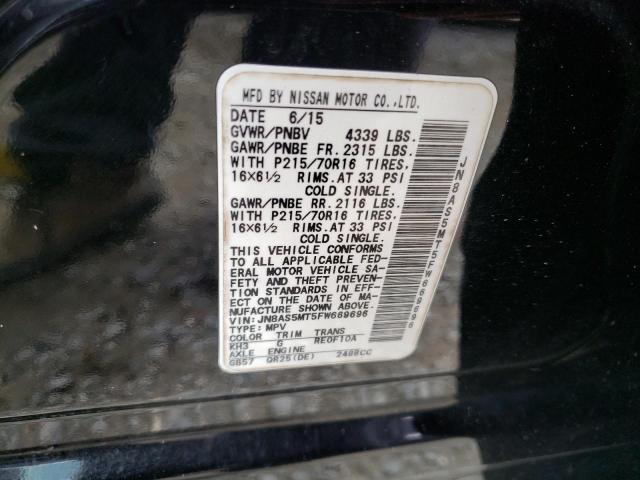 MFD BY NISSAN MOTOR CO.,LTD.
DATE 6/15
GVWR/PNBV 4339 LBS.
GAWR/PNBE FR. 2315 LBS.
WITH P215/70R16 TIRES.
16×6½ RIMS.AT 33 PSI
COLD SINGLE.
GAWR/PNBE RR. 2116 LBS.
WITH P215/70R16 TIRES.
16×6½ RIMS.AT 33 PSI
COLD SINGLE.
THIS VEHICLE CONFORMS
TO ALL APPLICABLE FED-
ERAL MOTOR VEHICLE SA-
FETY AND THEFT PREVEN-
TION STANDARDS IN EFF-
ECT ON THE DATE OF MA-
NUFACTURE SHOWN ABOVE.
VIN:JN8AS5MT5FW669696
TYPE: MPV
COLOR TRIM TRANS
KH3 G RE0F10A
AXLE ENGINE
GB57 QR25(DE) 2488CC
JN8AS5MT5FW669696